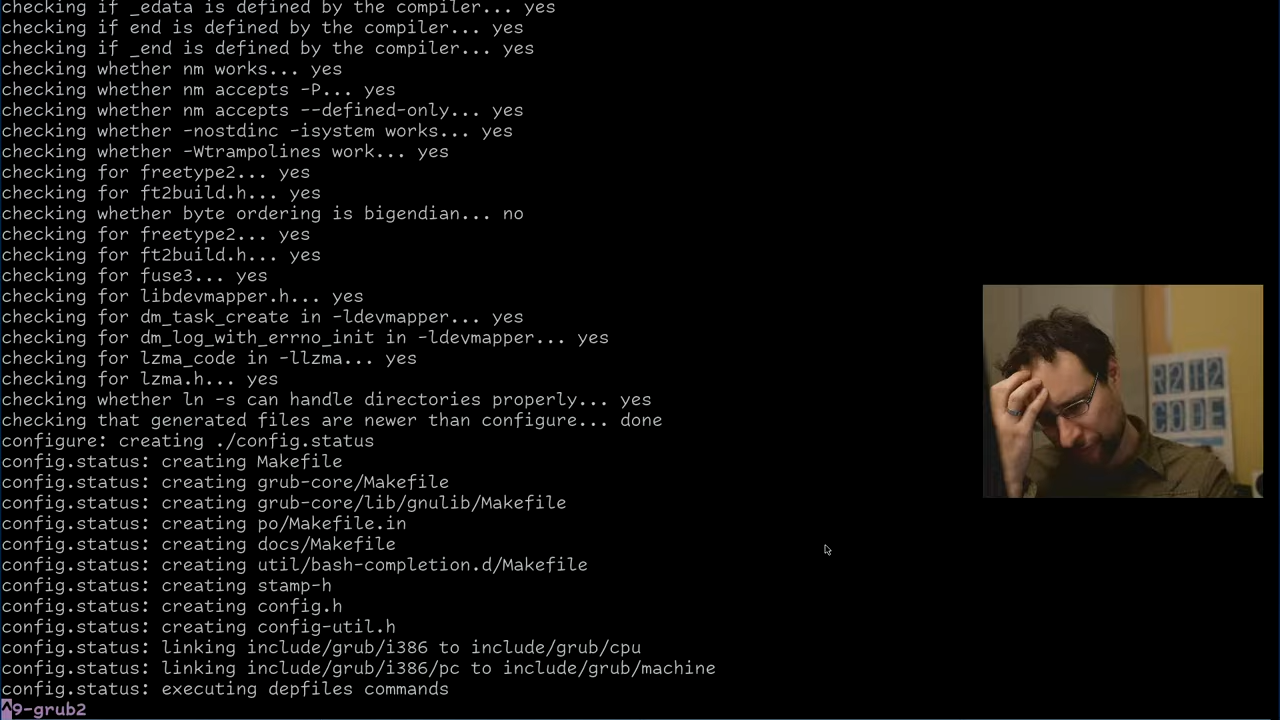 checking if _edata is defined by the compiler... yes
checking if end is defined by the compiler... yes
checking if _end is defined by the compiler... yes
checking whether nm works... yes
checking whether nm accepts -P... yes
checking whether nm accepts --defined-only... yes
checking whether -nostdinc -isystem works... yes
checking whether -Wtrampolines work... yes
checking for freetype2... yes
checking for ft2build.h... yes
checking whether byte ordering is bigendian... no
checking for freetype2... yes
checking for ft2build.h... yes
checking for fuse3... yes
checking for libdevmapper.h... yes
checking for dm_task_create in -ldevmapper... yes
checking for dm_log_with_errno_init in -ldevmapper... yes
checking for lzma_code in -llzma... yes
checking for lzma.h... yes
checking whether ln -s can handle directories properly... yes
checking that generated files are newer than configure... done
configure: creating ./config.status
config.status: creating Makefile
config.status: creating grub-core/Makefile
config.status: creating grub-core/lib/gnulib/Makefile
config.status: creating po/Makefile.in
config.status: creating docs/Makefile
config.status: creating util/bash-completion.d/Makefile
config.status: creating stamp-h
config.status: creating config.h
config.status: creating config-util.h
config.status: linking include/grub/i386 to include/grub/cpu
config.status: linking include/grub/i386/pc to include/grub/machine
config.status: executing depfiles commands
^9-grub2